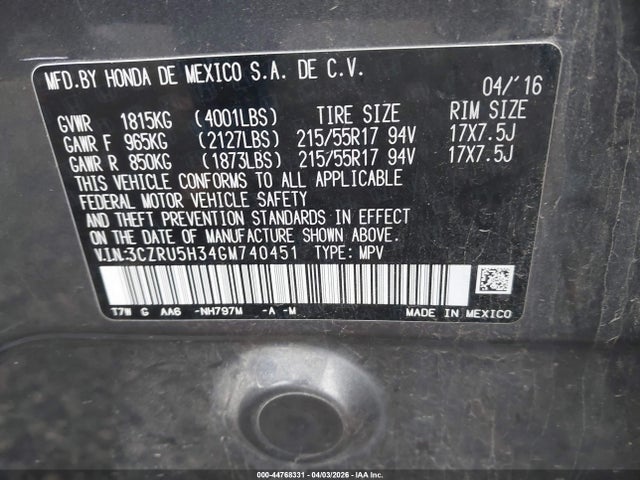 MFD.BY HONDA DE MEXICO S.A. DE C.V.
04/'16
GVWR 1815KG (4001LBS) TIRE SIZE RIM SIZE
GAWR F 965KG (2127LBS) 215/55R17 94V 17X7.5J
GAWR R 850KG (1873LBS) 215/55R17 94V 17X7.5J
THIS VEHICLE CONFORMS TO ALL APPLICABLE
FEDERAL MOTOR VEHICLE SAFETY
AND THEFT PREVENTION STANDARDS IN EFFECT ON
THE DATE OF MANUFACTURE SHOWN ABOVE.
V.I.N:3CZRU5H34GM740451 TYPE: MPV
T7W G AA6 -NH797M -A -M MADE IN MEXICO
000-44768331 - 04/03/2026 - IAA Inc.